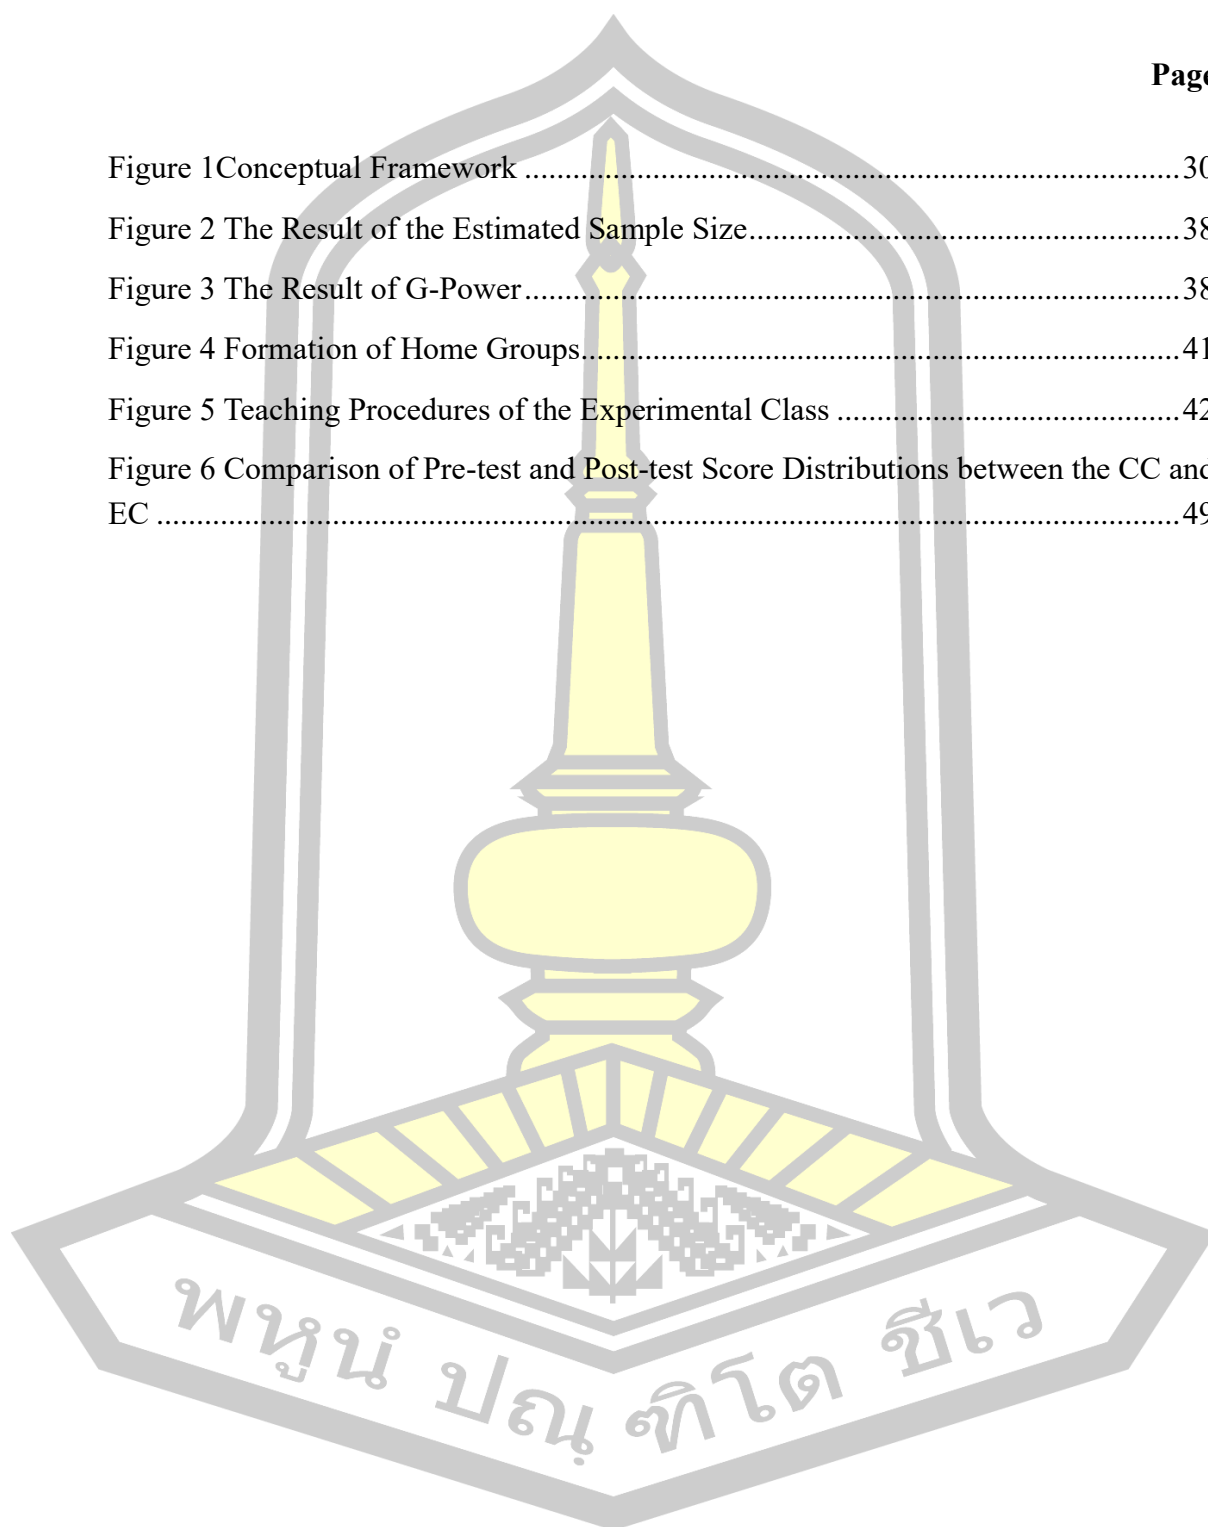 Page
Figure 1Conceptual Framework ........................................................................ 30
Figure 2 The Result of the Estimated Sample Size........................................................................ 38
Figure 3 The Result of G-Power........................................................................ 38
Figure 4 Formation of Home Groups........................................................................ 41
Figure 5 Teaching Procedures of the Experimental Class ........................................................................ 42
Figure 6 Comparison of Pre-test and Post-test Score Distributions between the CC and
EC ........................................................................ 49
พหูนํ ปณฺฑิโต ชีเว